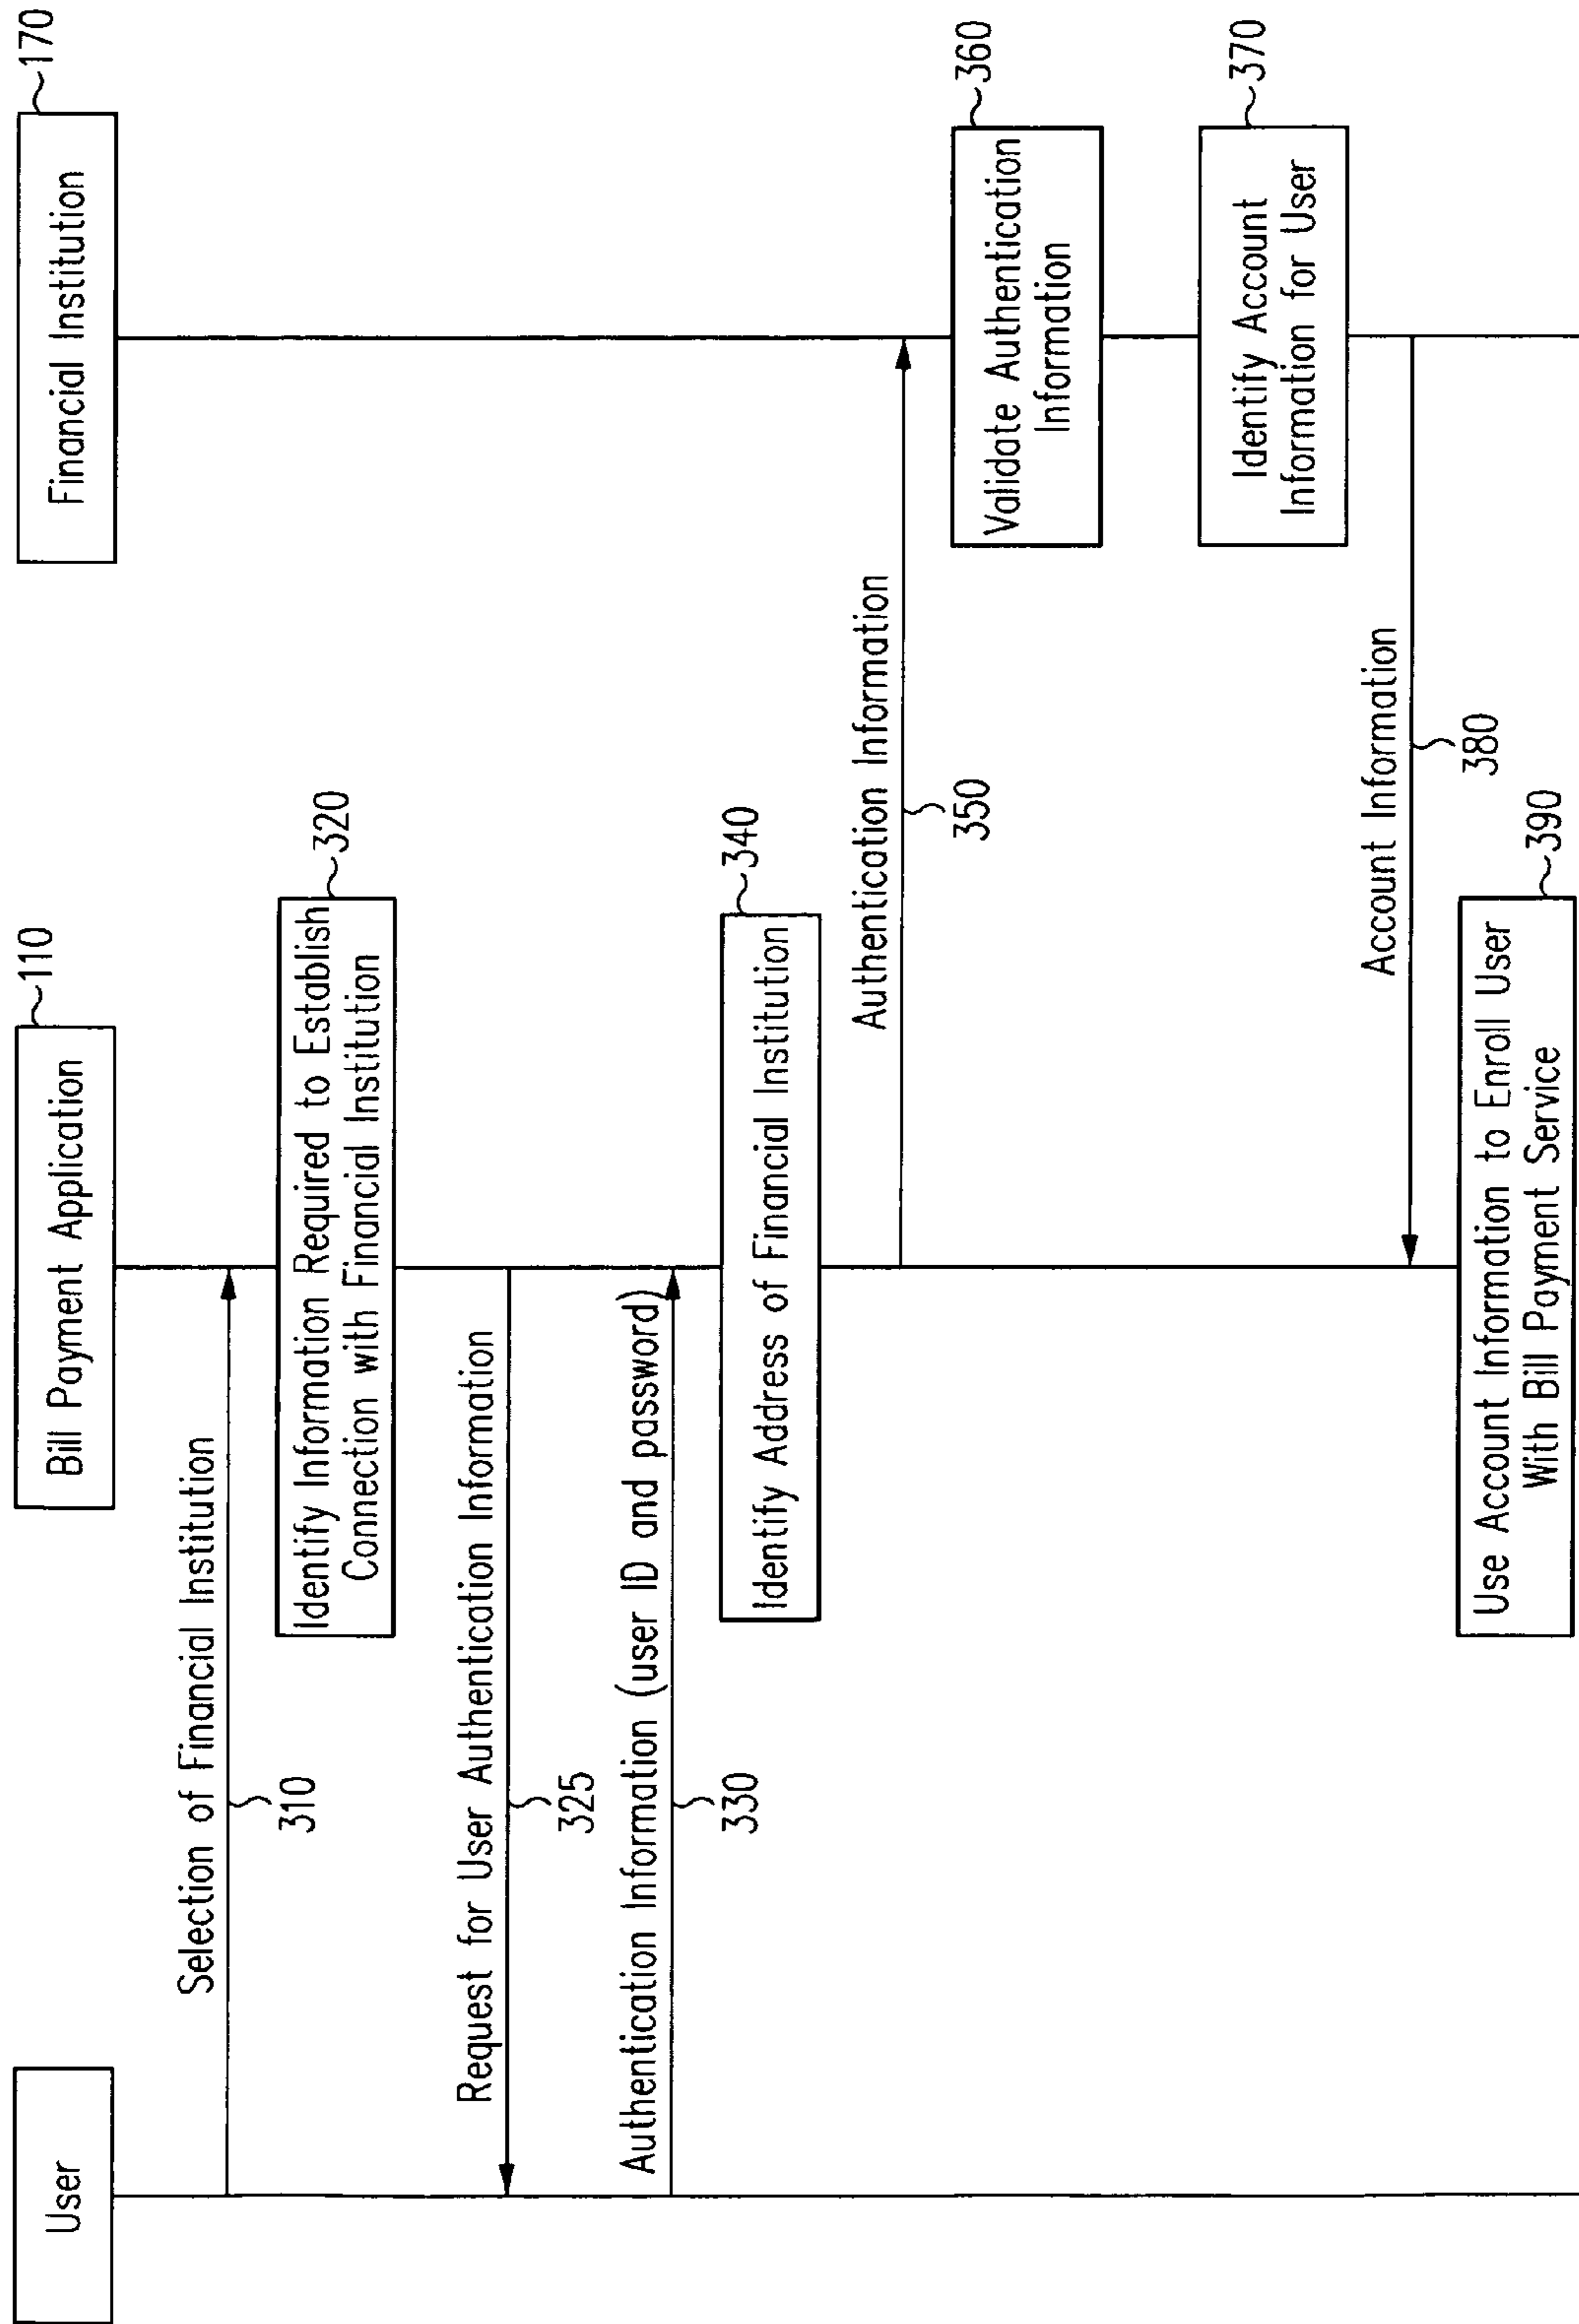 User
Bill Payment Application
110
Financial Institution
170
Selection of Financial Institution
310
Identify Information Required to Establish
Connection with Financial Institution
320
Request for User Authentication Information
325
Authentication Information (user ID and password)
330
Identify Address of Financial Institution
340
Authentication Information
350
Validate Authentication
Information
360
Identify Account
Information for User
370
Account Information
380
Use Account Information to Enroll User
With Bill Payment Service
390